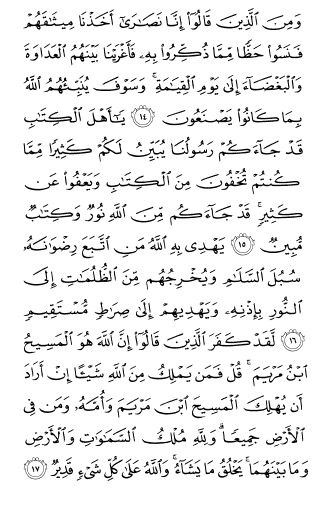 وَمِنَ ٱلَّذِينَ قَالُوٓا۟ إِنَّا نَصَـٰرَىٰٓ أَخَذْنَا مِيثَـٰقَهُمْ
فَنَسُوا۟ حَظًّا مِّمَّا ذُكِّرُوا۟ بِهِۦ فَأَغْرَيْنَا بَيْنَهُمُ ٱلْعَدَاوَةَ
وَٱلْبَغْضَآءَ إِلَىٰ يَوْمِ ٱلْقِيَـٰمَةِ ۚ وَسَوْفَ يُنَبِّئُهُمُ ٱللَّهُ
بِمَا كَانُوا۟ يَصْنَعُونَ ١٤ يَـٰٓأَهْلَ ٱلْكِتَـٰبِ
قَدْ جَآءَكُمْ رَسُولُنَا يُبَيِّنُ لَكُمْ كَثِيرًا مِّمَّا
كُنتُمْ تُخْفُونَ مِنَ ٱلْكِتَـٰبِ وَيَعْفُوا۟ عَن
كَثِيرٍ ۚ قَدْ جَآءَكُم مِّنَ ٱللَّهِ نُورٌ وَكِتَـٰبٌ
مُّبِينٌ ١٥ يَهْدِى بِهِ ٱللَّهُ مَنِ ٱتَّبَعَ رِضْوَٰنَهُۥ
سُبُلَ ٱلسَّلَـٰمِ وَيُخْرِجُهُم مِّنَ ٱلظُّلُمَـٰتِ إِلَى
ٱلنُّورِ بِإِذْنِهِۦ وَيَهْدِيهِمْ إِلَىٰ صِرَٰطٍ مُّسْتَقِيمٍ
١٦ لَّقَدْ كَفَرَ ٱلَّذِينَ قَالُوٓا۟ إِنَّ ٱللَّهَ هُوَ ٱلْمَسِيحُ
ٱبْنُ مَرْيَمَ ۚ قُلْ فَمَن يَمْلِكُ مِنَ ٱللَّهِ شَيْـًٔا إِنْ أَرَادَ
أَن يُهْلِكَ ٱلْمَسِيحَ ٱبْنَ مَرْيَمَ وَأُمَّهُۥ وَمَن فِى
ٱلْأَرْضِ جَمِيعًا ۗ وَلِلَّهِ مُلْكُ ٱلسَّمَـٰوَٰتِ وَٱلْأَرْضِ
وَمَا بَيْنَهُمَا ۚ يَخْلُقُ مَا يَشَآءُ ۚ وَٱللَّهُ عَلَىٰ كُلِّ شَىْءٍ قَدِيرٌ ١٧